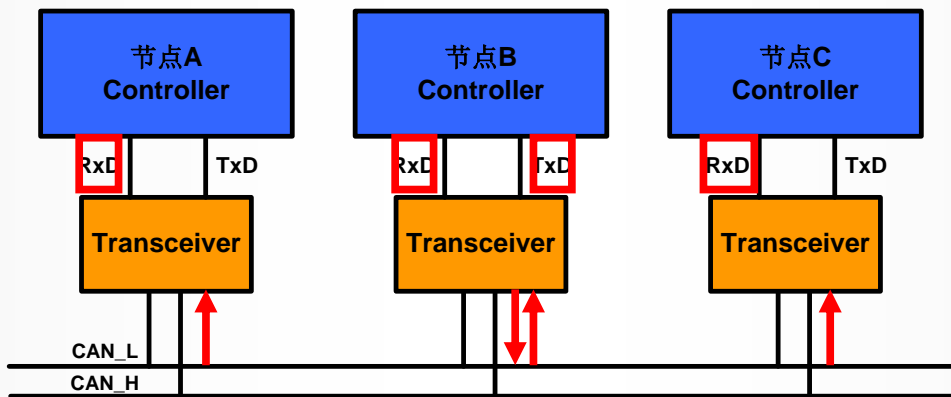 节点A
Controller
节点B
Controller
节点C
Controller
RxD
TxD
RxD
TxD
RxD
TxD
Transceiver
Transceiver
Transceiver
CAN_L
CAN_H